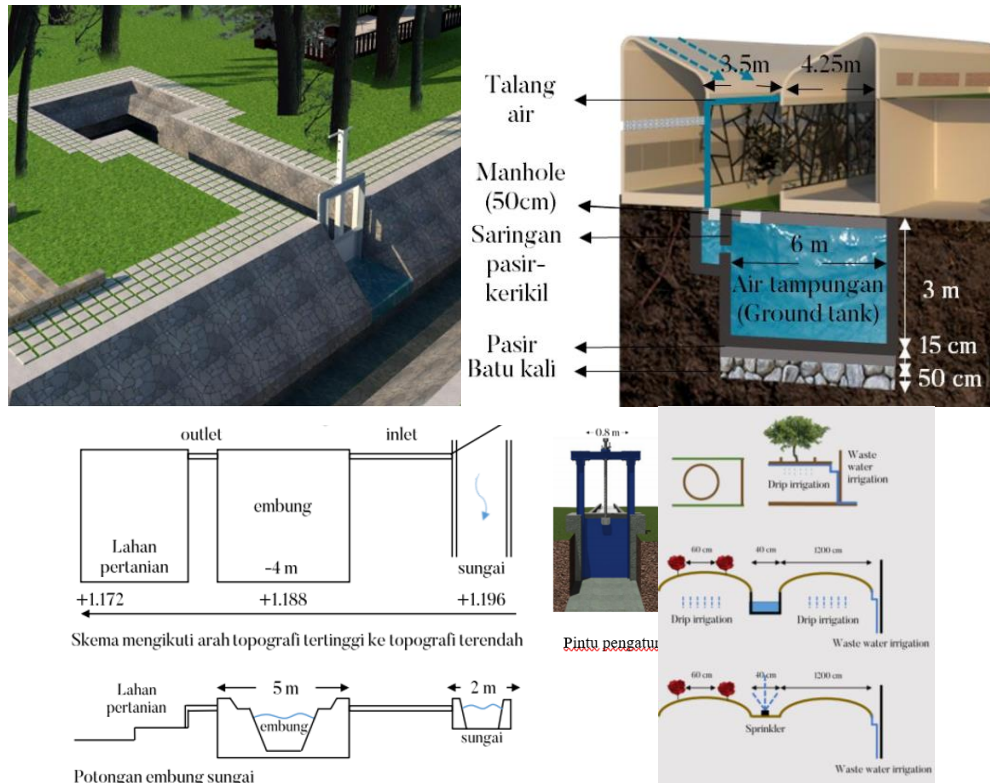 3.5m
4.25m
Talang
air
Manhole
(50cm)
Saringan
pasir-
kerikil
6 m
Air tampungan
(Ground tank)
3 m
Pasir
15 cm
Batu kali
50 cm
outlet
inlet
embung
Lahan
pertanian
-4 m
sungai
+1.172
+1.188
+1.196
Skema mengikuti arah topografi tertinggi ke topografi terendah
Lahan
pertanian
5 m
2 m
embung
sungai
Potongan embung sungai
0.8 m
Pintu pengatur
Drip irrigation
Waste
water
irrigation
60 cm
40 cm
1200 cm
Drip irrigation
Drip irrigation
Waste water irrigation
60 cm
40 cm
1200 cm
Sprinkler
Waste water irrigation